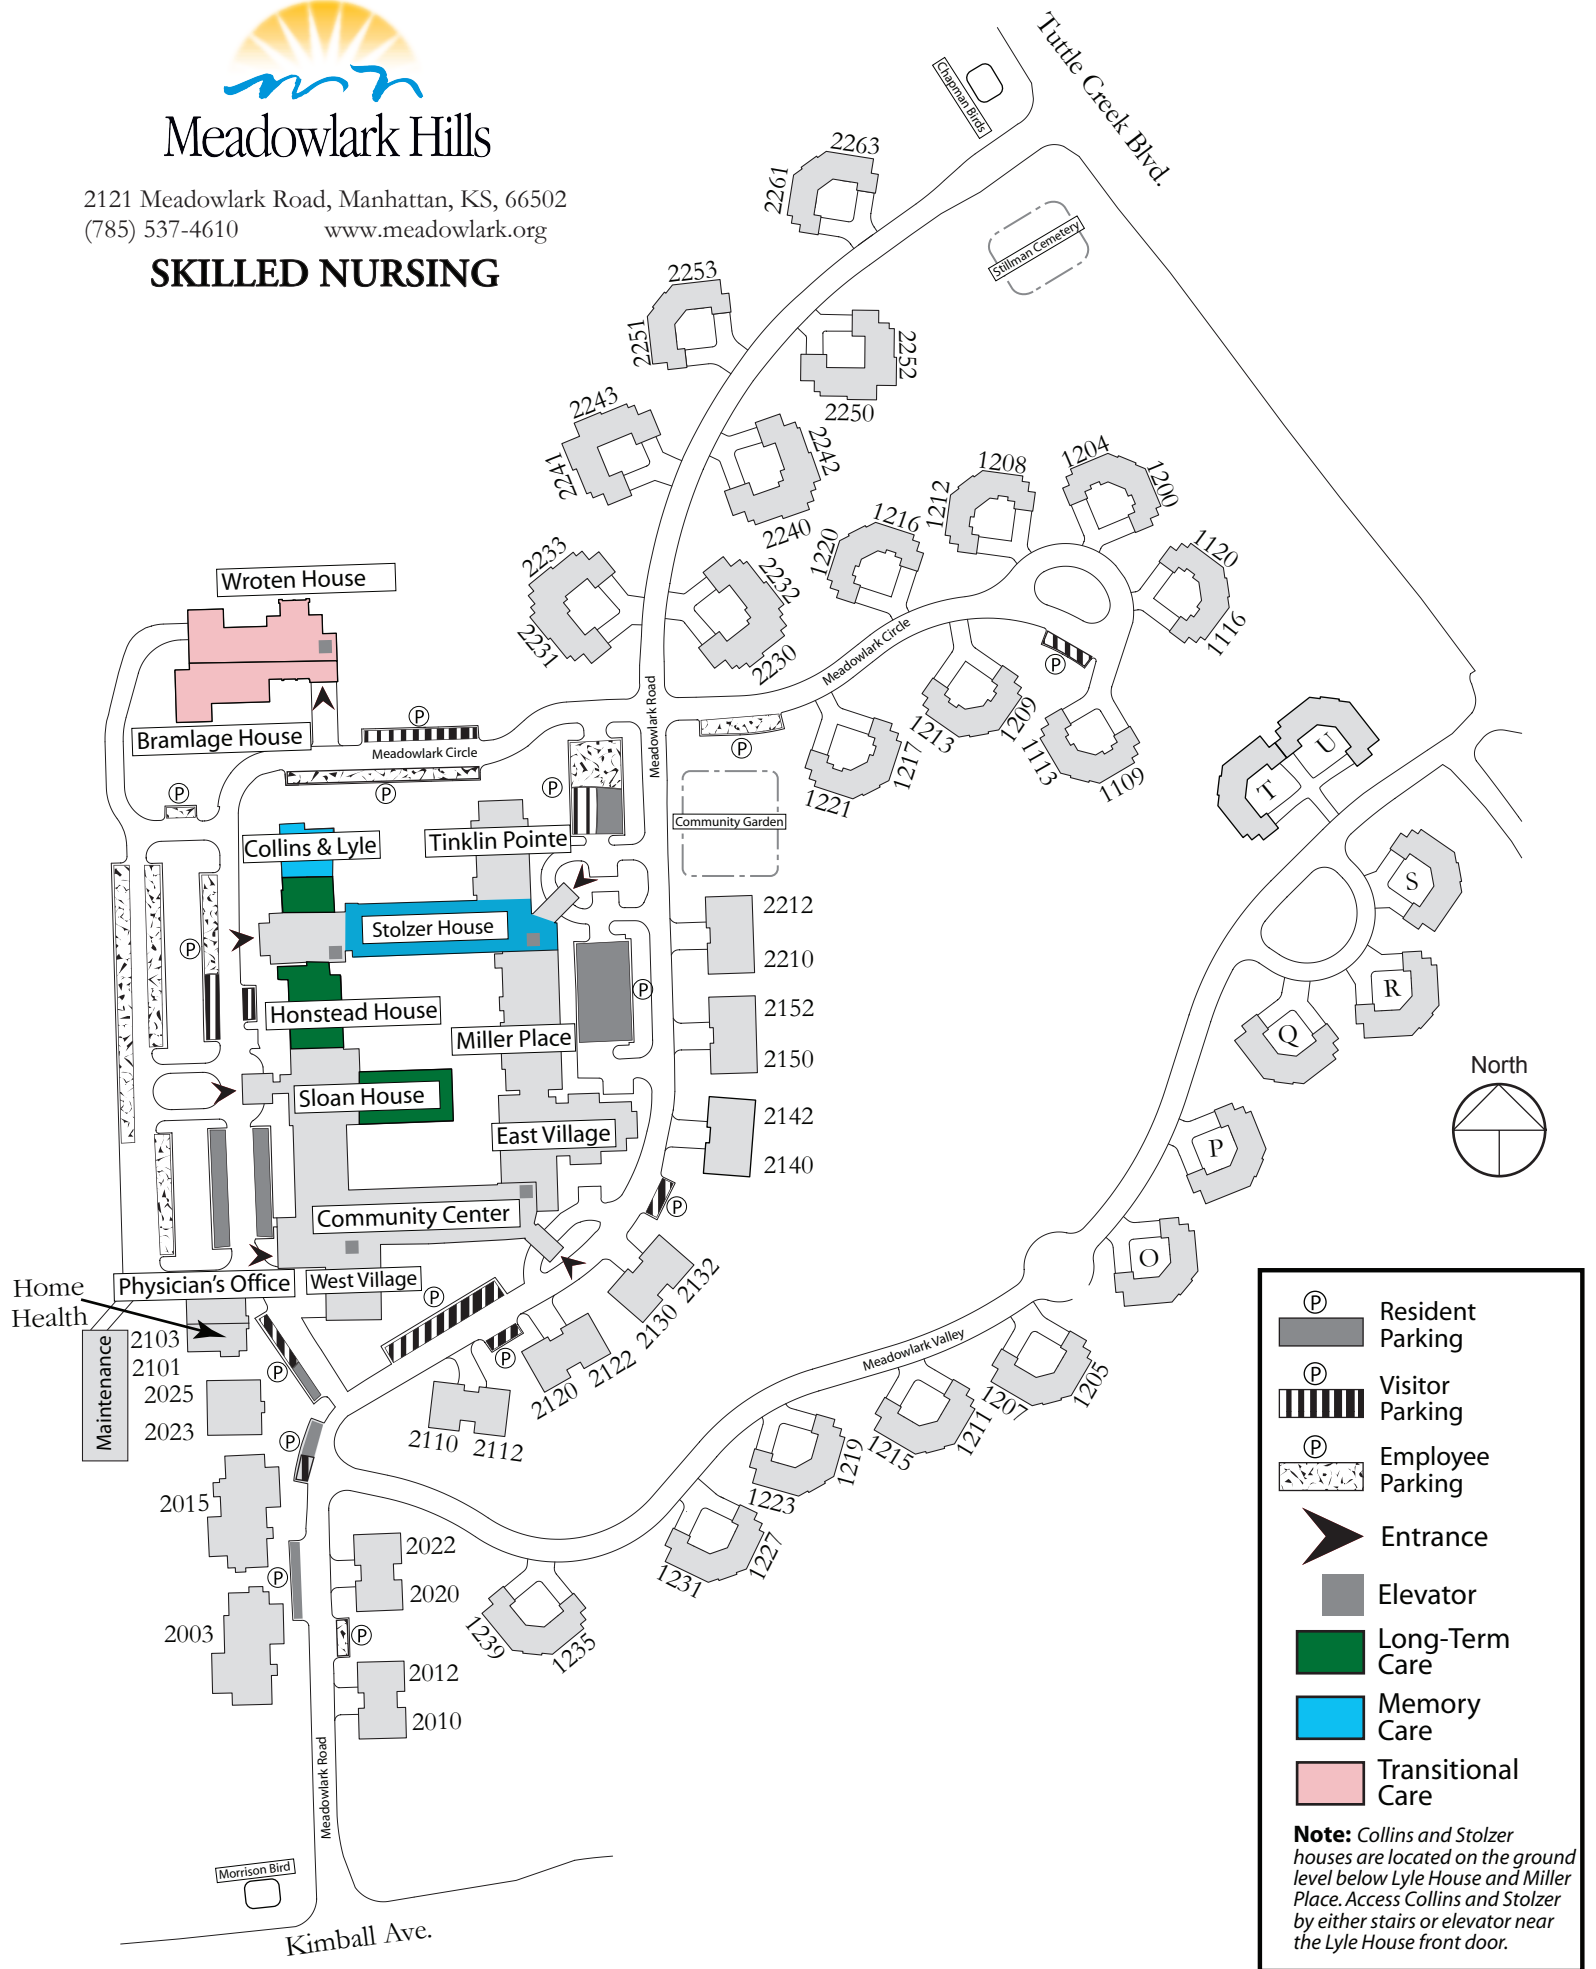 Meadowlark Hills
2121 Meadowlark Road, Manhattan, KS, 66502
(785) 537-4610 www.meadowlark.org
SKILLED NURSING
Tuttle Creek Blvd.
Chapman Birds
Stillman Cemetery
2263
2261
2253
2251
2252
2250
2243
2241
2242
2240
2233
2231
2232
2230
1208
1212
1204
1200
1216
1220
1120
1116
Meadowlark Circle
P
1213
1209
1113
1109
1221
1217
Wroten House
Bramlage House
P
Meadowlark Circle
P
P
P
P
Meadowlark Road
Community Garden
Collins & Lyle
Tinklin Pointe
Stolzer House
P
P
Honstead House
Miller Place
Sloan House
East Village
Community Center
Physician's Office
West Village
Home
Health
Maintenance
2212
2210
2152
2150
2142
2140
P
2132
2130
2122
2120
P
P
2112
2110
2103
2101
2025
2023
P
P
2015
P
2003
2022
2020
P
2012
2010
Meadowlark Road
Morrison Bird
Kimball Ave.
Meadowlark Valley
1205
1207
1211
1215
1219
1223
1227
1231
1235
1239
U
T
S
R
Q
P
O
North
P
Resident
Parking
P
Visitor
Parking
P
Employee
Parking
Entrance
Elevator
Long-Term
Care
Memory
Care
Transitional
Care
Note: Collins and Stolzer
houses are located on the ground
level below Lyle House and Miller
Place. Access Collins and Stolzer
by either stairs or elevator near
the Lyle House front door.